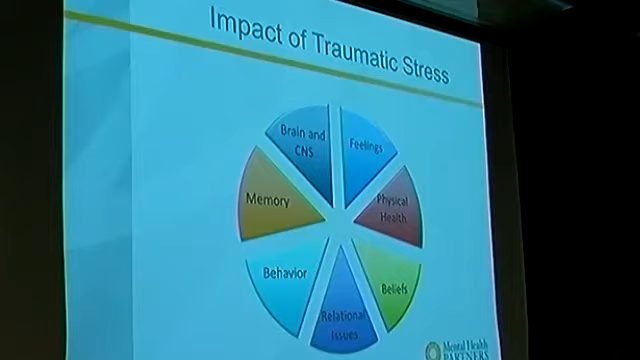 Impact of Traumatic Stress
Brain and
CNS
Feelings
Memory
Physical
Health
Behavior
Beliefs
Relational
Issues
Mental Health
PARTNERS